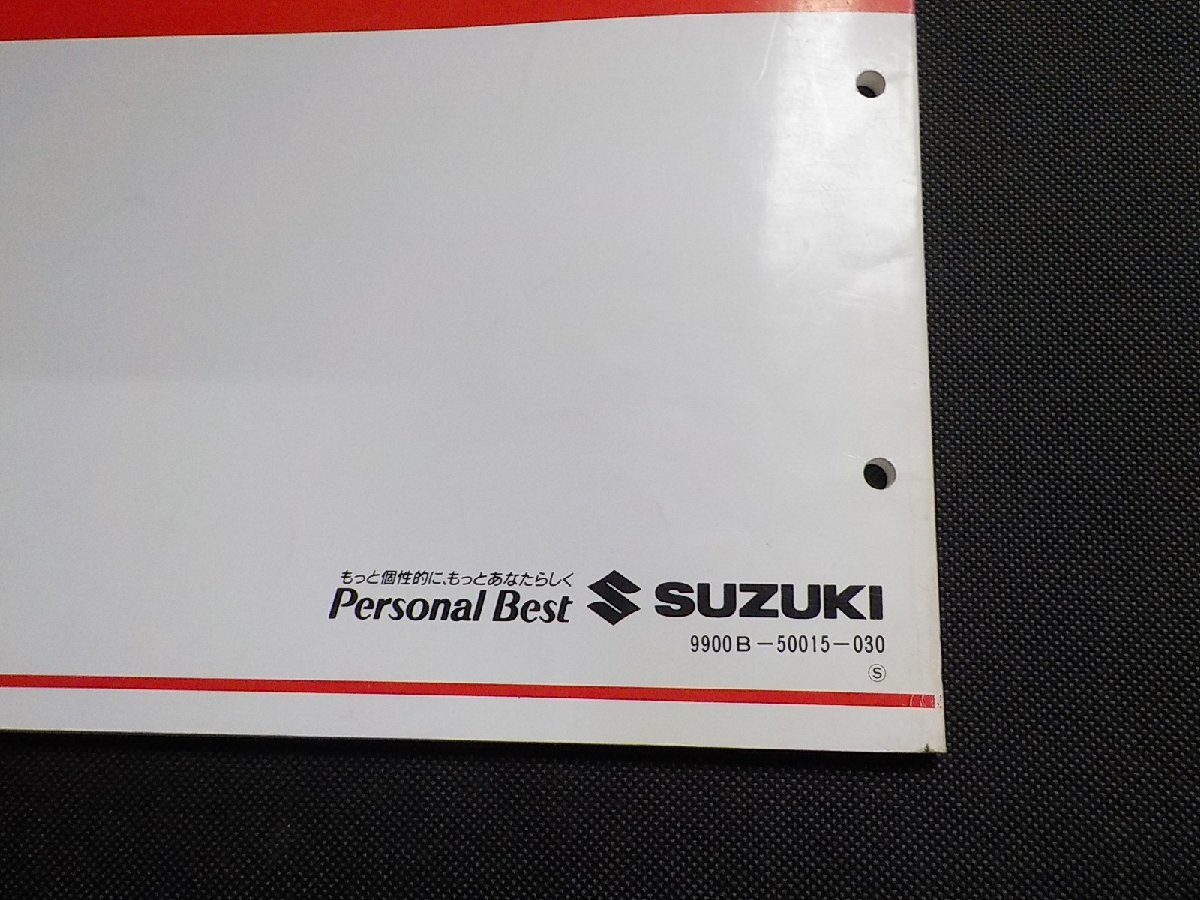 もっと個性的に、もっとあなたらしく
Personal Best
SUZUKI
9900B-50015-030
Ⓢ